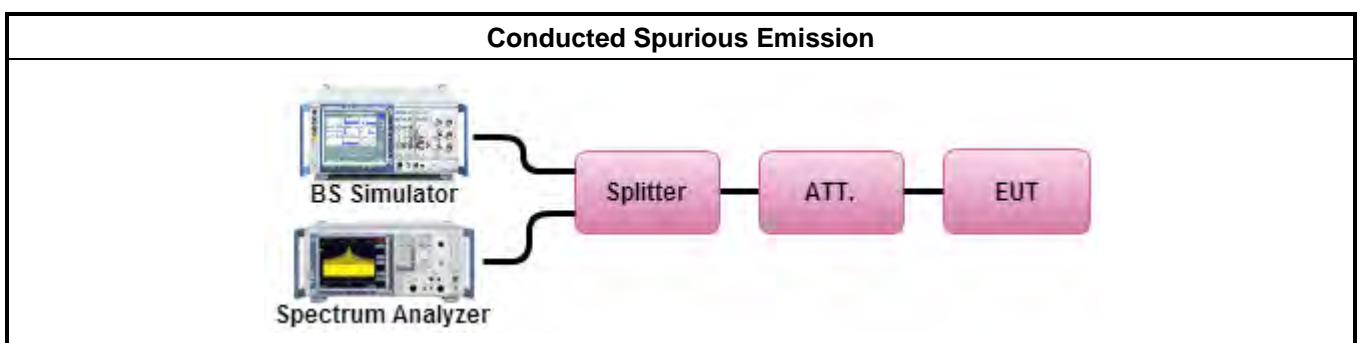 Conducted Spurious Emission
BS Simulator
Splitter
ATT.
EUT
Spectrum Analyzer